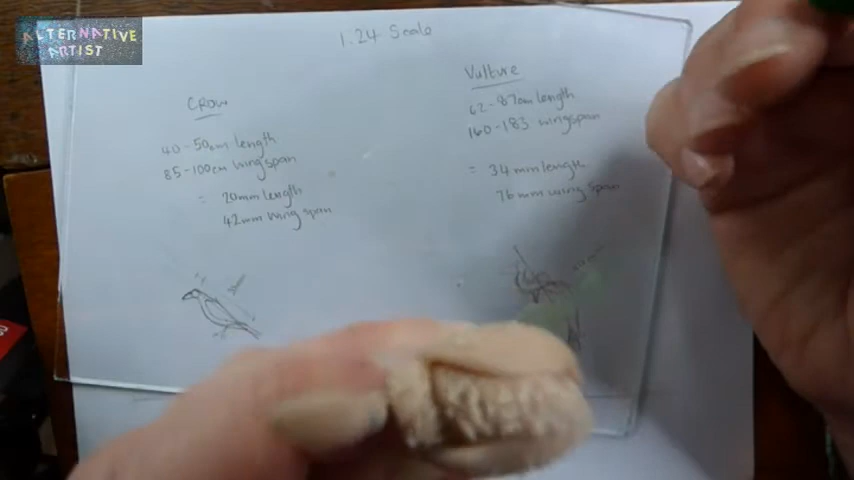 ALTERNATIVE
ARTIST
1.24 Scale
Crow
40-50cm length
85-100cm wingspan
= 20mm length
42mm wing span
Vulture
62-87cm length
160-183 wingspan
= 34mm length
76mm wing span